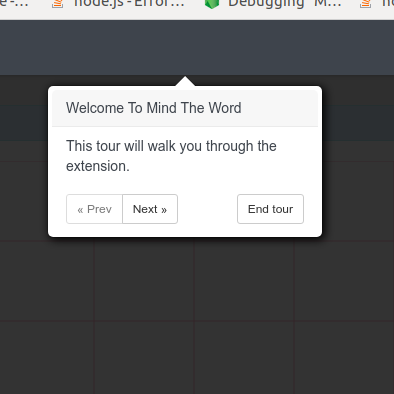 node.js - Error... Debugging "M...
Welcome To Mind The Word
This tour will walk you through the
extension.
« Prev Next » End tour